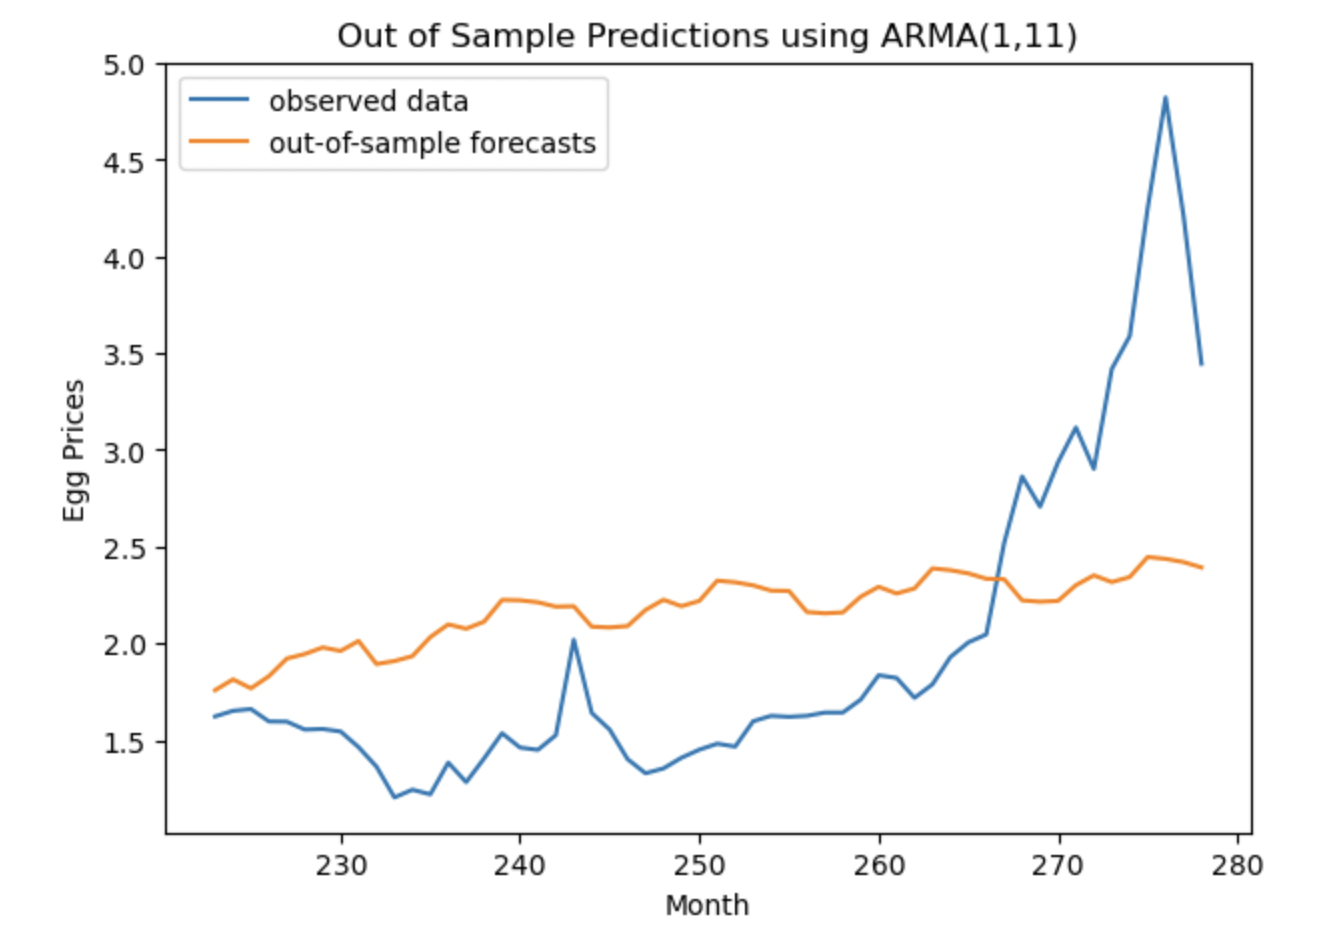 Out of Sample Predictions using ARMA(1,11)
observed data
out-of-sample forecasts
5.0
4.5
4.0
3.5
3.0
2.5
2.0
1.5
Egg Prices
230 240 250 260 270 280
Month